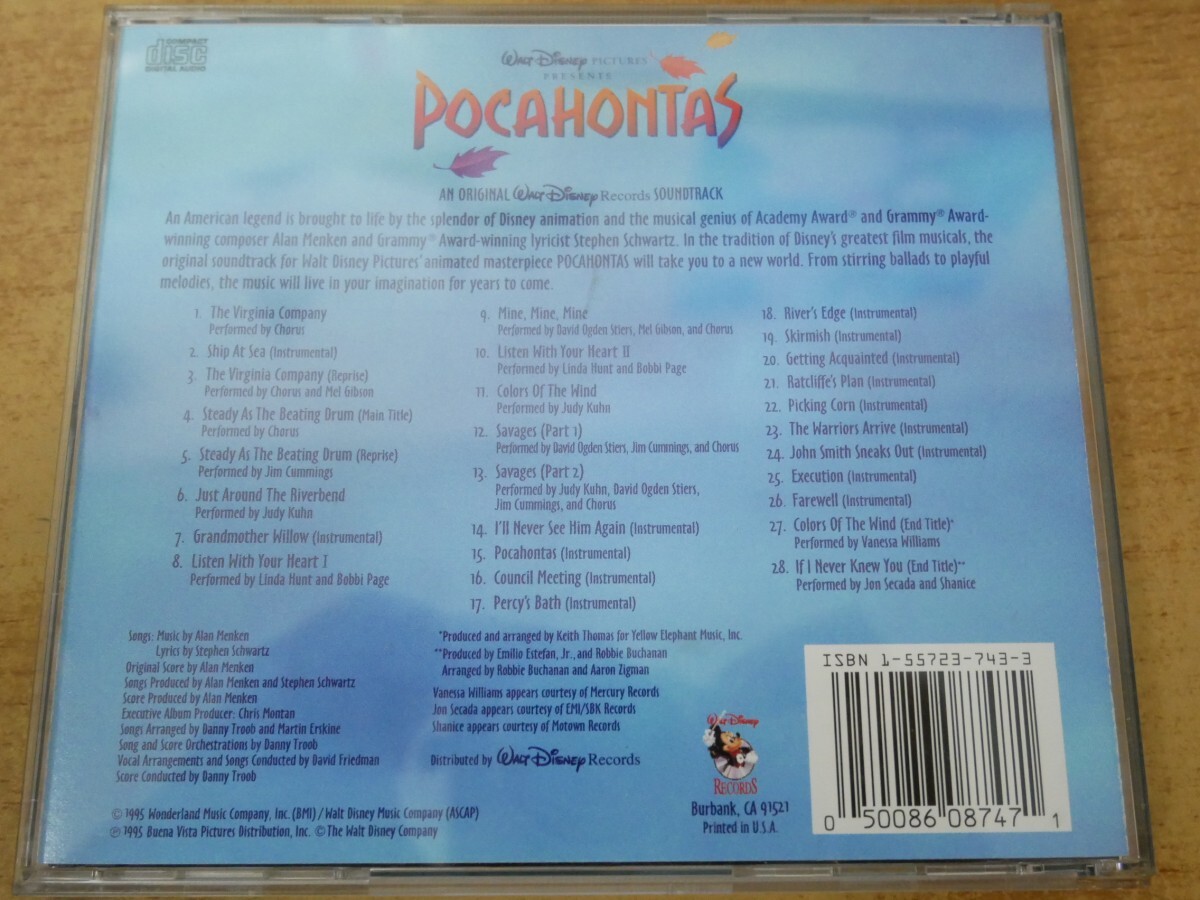 COMPACT
disc
DIGITAL AUDIO
WALT DISNEY PICTURES
PRESENTS
POCAHONTAS
AN ORIGINAL WALT DISNEY Records SOUNDTRACK
An American legend is brought to life by the splendor of Disney animation and the musical genius of Academy Award® and Grammy® Award-
winning composer Alan Menken and Grammy® Award-winning lyricist Stephen Schwartz. In the tradition of Disney's greatest film musicals, the
original soundtrack for Walt Disney Pictures' animated masterpiece POCAHONTAS will take you to a new world. From stirring ballads to playful
melodies, the music will live in your imagination for years to come.
1. The Virginia Company
Performed by Chorus
2. Ship At Sea (Instrumental)
3. The Virginia Company (Reprise)
Performed by Chorus and Mel Gibson
4. Steady As The Beating Drum (Main Title)
Performed by Chorus
5. Steady As The Beating Drum (Reprise)
Performed by Jim Cummings
6. Just Around The Riverbend
Performed by Judy Kuhn
7. Grandmother Willow (Instrumental)
8. Listen With Your Heart I
Performed by Linda Hunt and Bobbi Page
9. Mine, Mine, Mine
Performed by David Ogden Stiers, Mel Gibson, and Chorus
10. Listen With Your Heart II
Performed by Linda Hunt and Bobbi Page
11. Colors Of The Wind
Performed by Judy Kuhn
12. Savages (Part 1)
Performed by David Ogden Stiers, Jim Cummings, and Chorus
13. Savages (Part 2)
Performed by Judy Kuhn, David Ogden Stiers,
Jim Cummings, and Chorus
14. I'll Never See Him Again (Instrumental)
15. Pocahontas (Instrumental)
16. Council Meeting (Instrumental)
17. Percy's Bath (Instrumental)
18. River's Edge (Instrumental)
19. Skirmish (Instrumental)
20. Getting Acquainted (Instrumental)
21. Ratcliffe's Plan (Instrumental)
22. Picking Corn (Instrumental)
23. The Warriors Arrive (Instrumental)
24. John Smith Sneaks Out (Instrumental)
25. Execution (Instrumental)
26. Farewell (Instrumental)
27. Colors Of The Wind (End Title)*
Performed by Vanessa Williams
28. If I Never Knew You (End Title)**
Performed by Jon Secada and Shanice
Songs: Music by Alan Menken
Lyrics by Stephen Schwartz
Original Score by Alan Menken
Songs Produced by Alan Menken and Stephen Schwartz
Score Produced by Alan Menken
Executive Album Producer: Chris Montan
Songs Arranged by Danny Troob and Martin Erskine
Song and Score Orchestrations by Danny Troob
Vocal Arrangements and Songs Conducted by David Friedman
Score Conducted by Danny Troob
*Produced and arranged by Keith Thomas for Yellow Elephant Music, Inc.
**Produced by Emilio Estefan, Jr., and Robbie Buchanan
Arranged by Robbie Buchanan and Aaron Zigman
Vanessa Williams appears courtesy of Mercury Records
Jon Secada appears courtesy of EMI/SBK Records
Shanice appears courtesy of Motown Records
Distributed by WALT DISNEY Records
© 1995 Wonderland Music Company, Inc. (BMI) / Walt Disney Music Company (ASCAP)
℗ 1995 Buena Vista Pictures Distribution, Inc. © The Walt Disney Company
WALT DISNEY
RECORDS
Burbank, CA 91521
Printed in U.S.A.
ISBN 1-55723-743-3
0 50086 08747 1